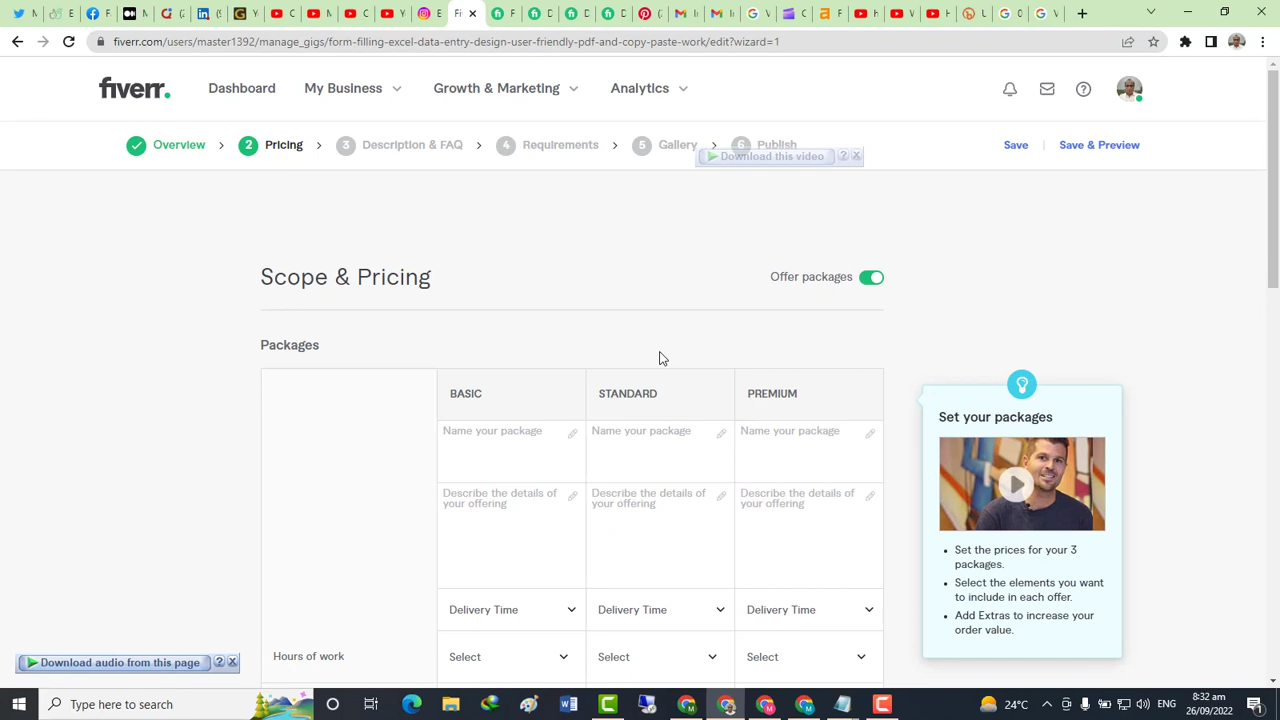 fiverr.com/users/master1392/manage_gigs/form-filling-excel-data-entry-design-user-friendly-pdf-and-copy-paste-work/edit?wizard=1
fiverr. Dashboard My Business Growth & Marketing Analytics
Overview 2 Pricing 3 Description & FAQ 4 Requirements 5 Gallery 6 Publish Save Save & Preview
Download this video
Scope & Pricing Offer packages
Packages
BASIC STANDARD PREMIUM
Name your package Name your package Name your package
Describe the details of Describe the details of Describe the details of
your offering your offering your offering
Delivery Time Delivery Time Delivery Time
Hours of work Select Select Select
Set your packages
Set the prices for your 3
packages.
Select the elements you want
to include in each offer.
Add Extras to increase your
order value.
Download audio from this page
Type here to search
24°C ENG 8:32 am
26/09/2022